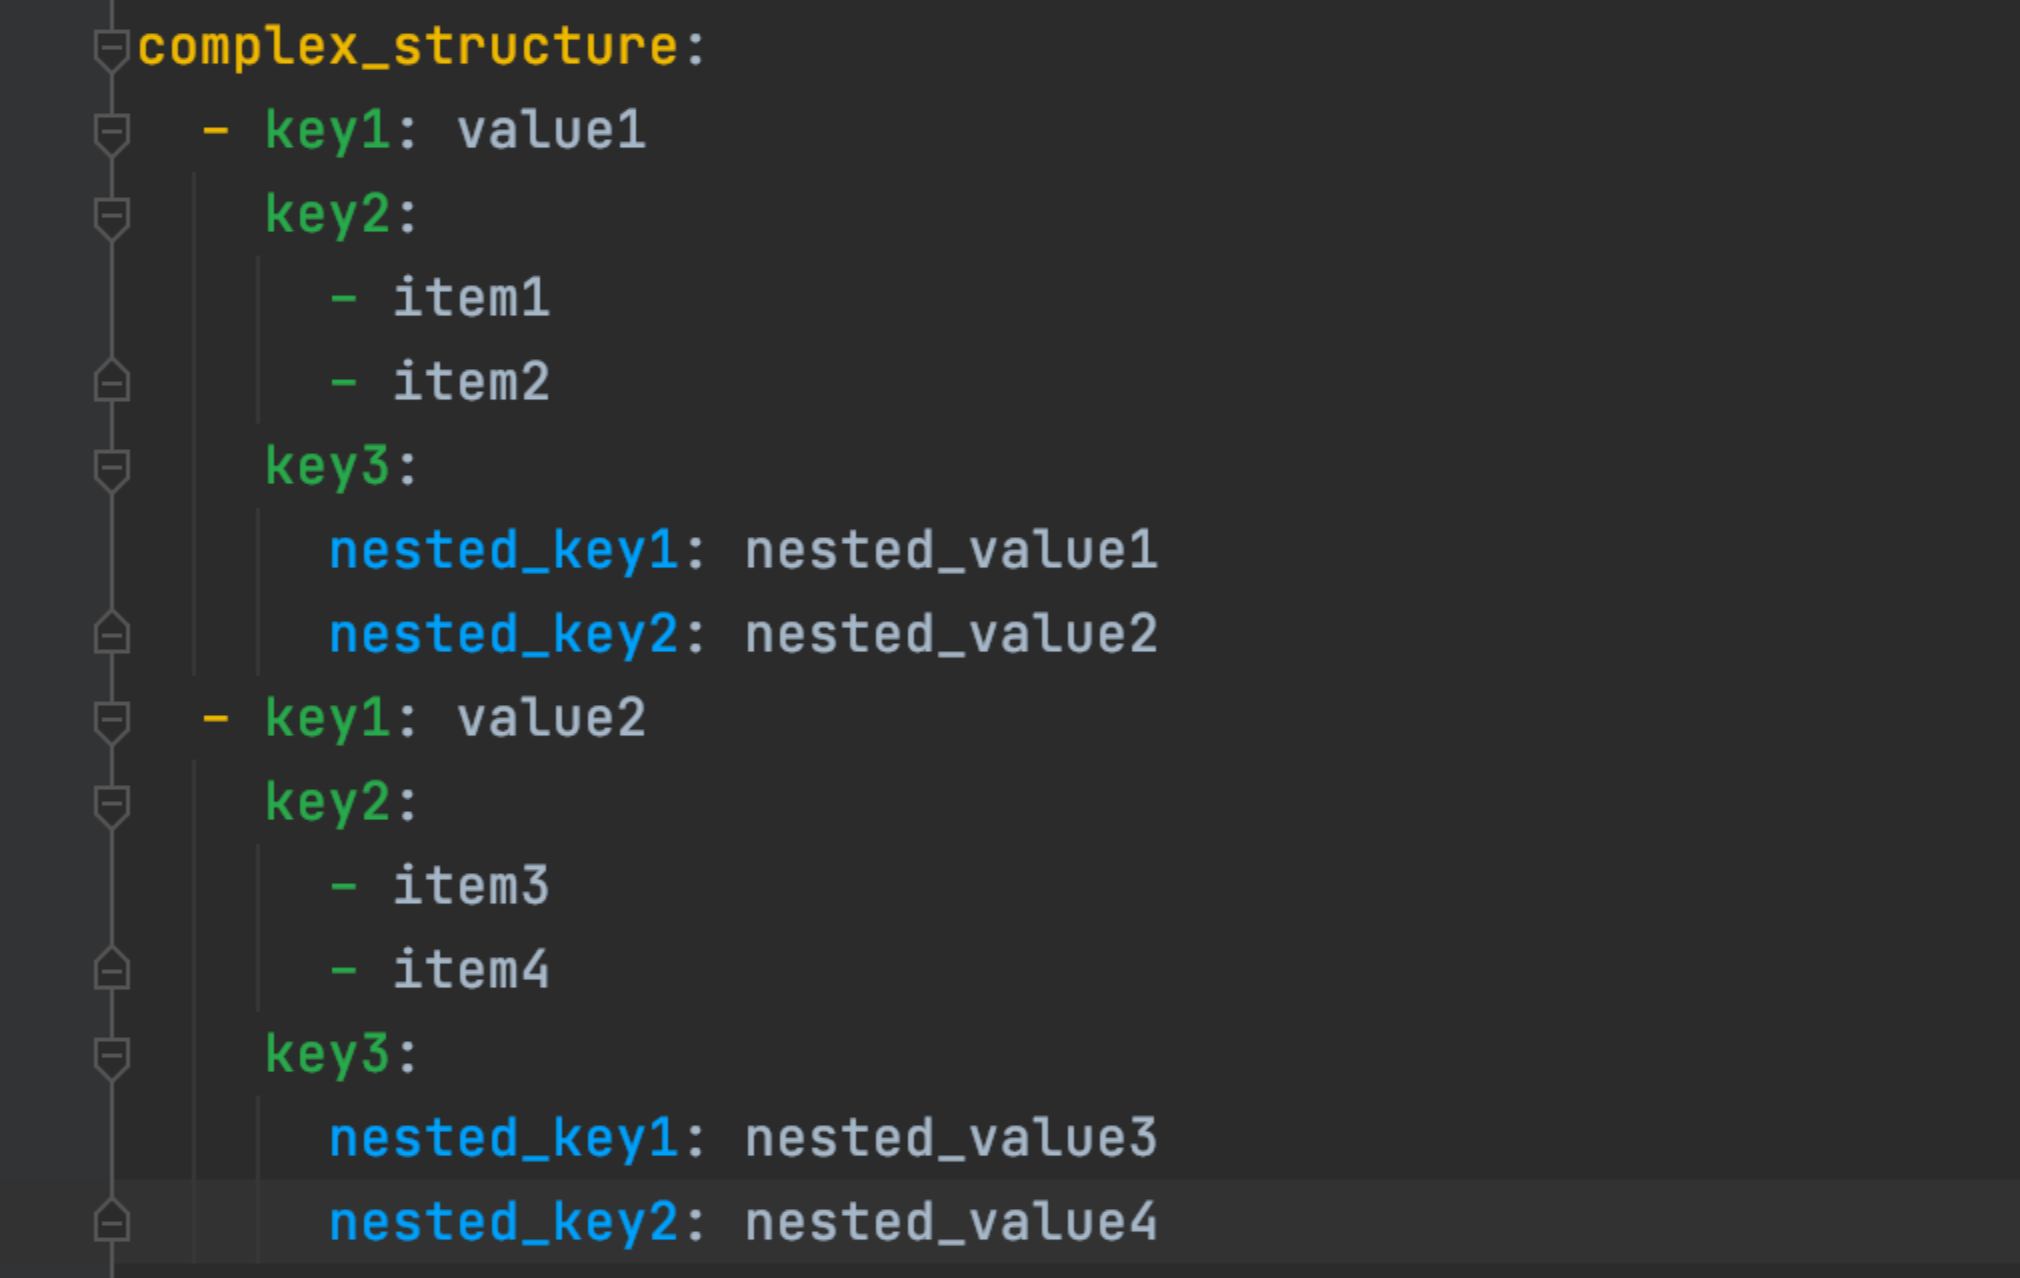 complex_structure:
  - key1: value1
    key2:
      - item1
      - item2
    key3:
      nested_key1: nested_value1
      nested_key2: nested_value2
  - key1: value2
    key2:
      - item3
      - item4
    key3:
      nested_key1: nested_value3
      nested_key2: nested_value4